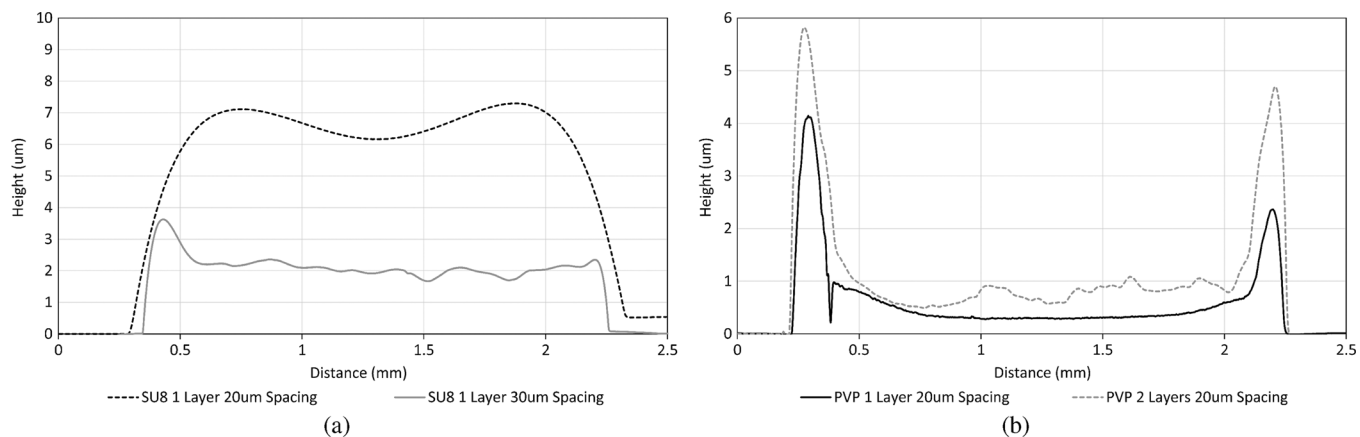 10
9
8
7
6
5
4
3
2
1
0
Height (um)
0 0.5 1 1.5 2 2.5
Distance (mm)
SU8 1 Layer 20um Spacing SU8 1 Layer 30um Spacing
(a)
6
5
4
3
2
1
0
Height (um)
0 0.5 1 1.5 2 2.5
Distance (mm)
PVP 1 Layer 20um Spacing PVP 2 Layers 20um Spacing
(b)